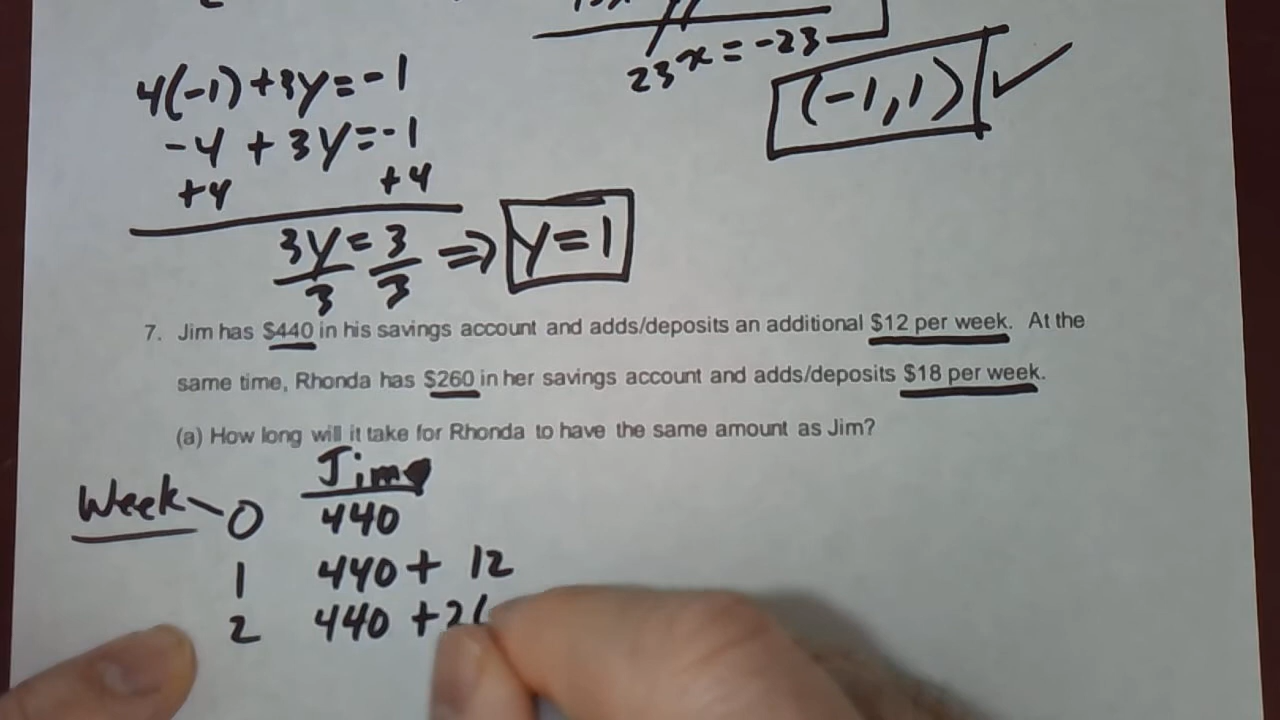 23x = -23
(-1,1) ✓
4(-1)+3y=-1
-4 + 3y=-1
+4 +4
3y = 3 ⇒ y=1
3 3
7. Jim has $440 in his savings account and adds/deposits an additional $12 per week. At the
same time, Rhonda has $260 in her savings account and adds/deposits $18 per week.
(a) How long will it take for Rhonda to have the same amount as Jim?
Jim
Week 0 440
1 440 + 12
2 440 +2(